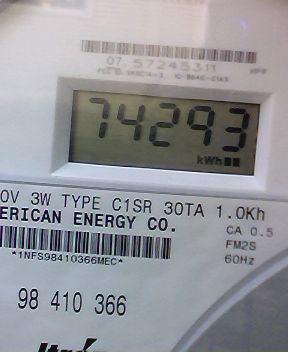 07 57245311
74293
kWh
0V 3W TYPE C1SR 30TA 1.0Kh
ERICAN ENERGY CO.
CA 0.5
FM2S
60Hz
*1NFS98410366MEC*
98 410 366
Itron